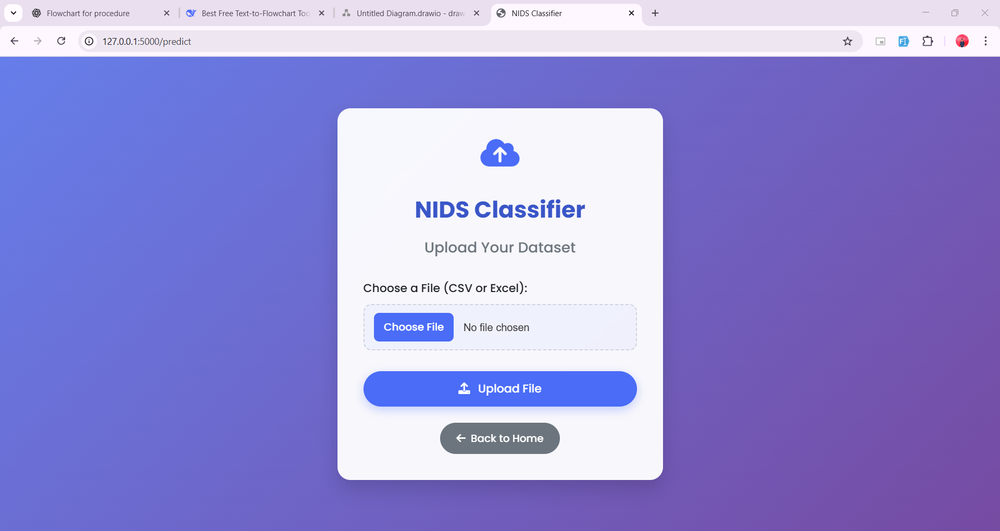 Flowchart for procedure
Best Free Text-to-Flowchart Too
Untitled Diagram.drawio - draw
NIDS Classifier
127.0.0.1:5000/predict
NIDS Classifier
Upload Your Dataset
Choose a File (CSV or Excel):
Choose File No file chosen
Upload File
Back to Home